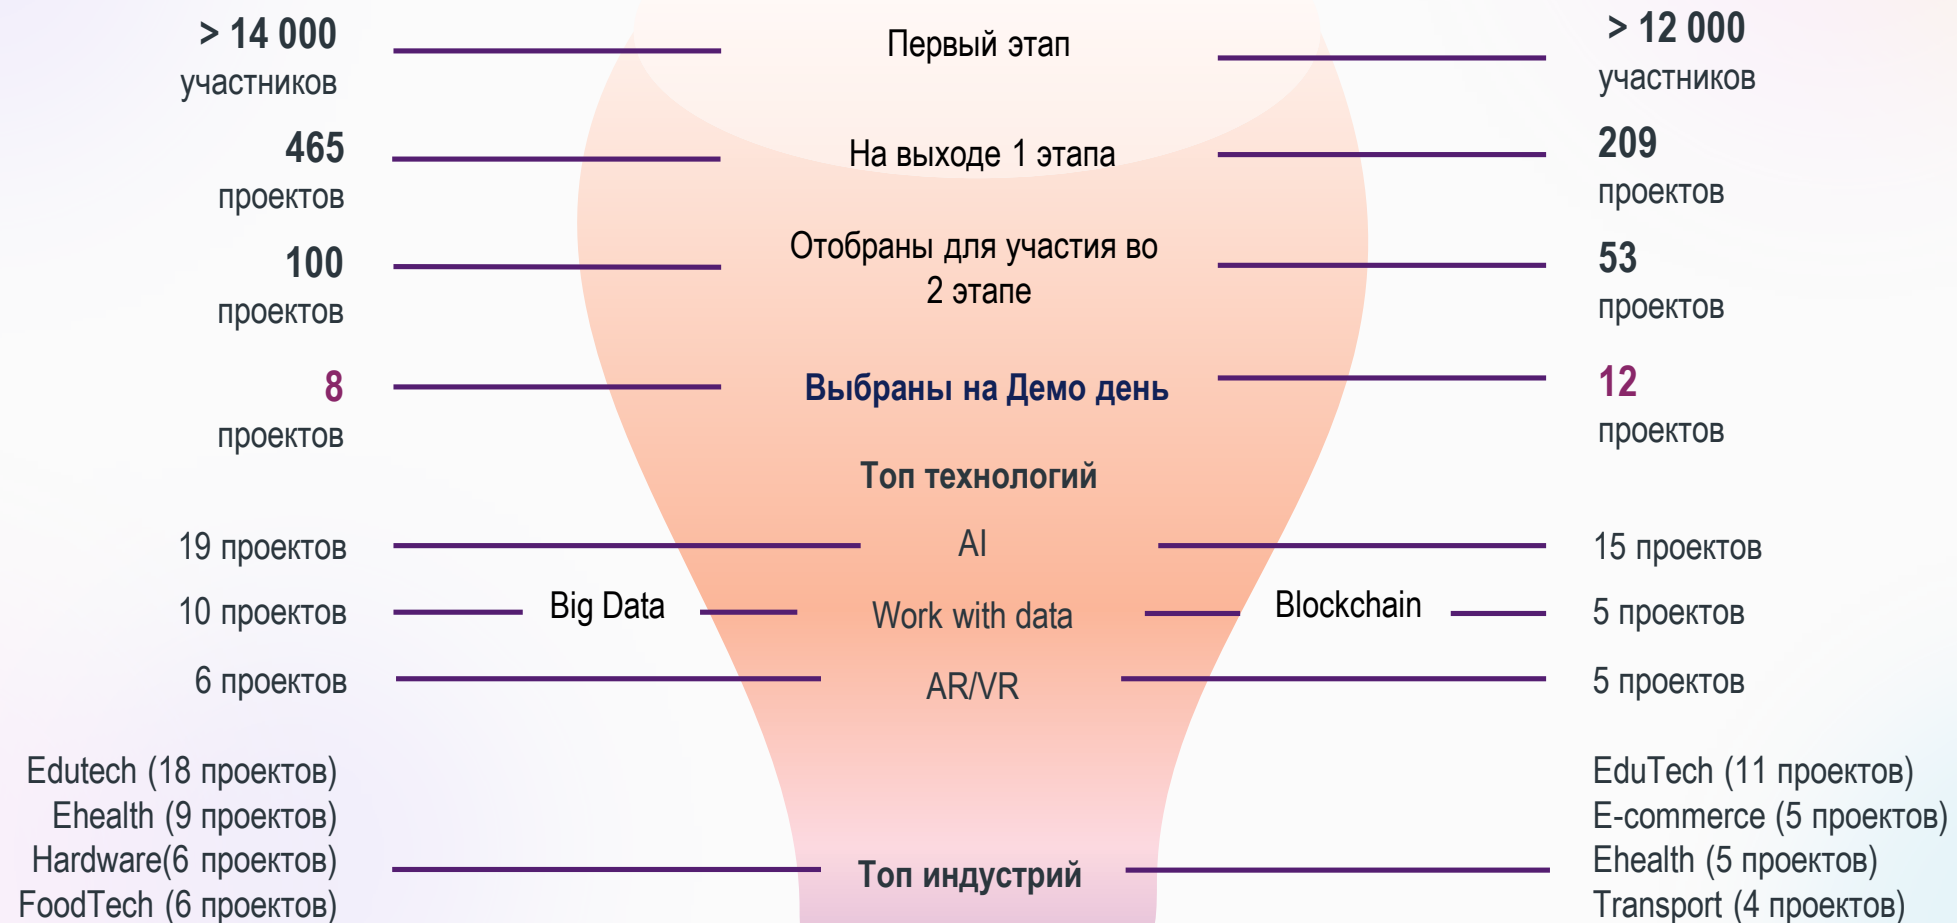 > 14 000
участников
Первый этап
> 12 000
участников
465
проектов
На выходе 1 этапа
209
проектов
100
проектов
Отобраны для участия во
2 этапе
53
проектов
8
проектов
Выбраны на Демо день
12
проектов
Топ технологий
19 проектов
AI
15 проектов
10 проектов
Big Data
Work with data
Blockchain
5 проектов
6 проектов
AR/VR
5 проектов
Edutech (18 проектов)
Ehealth (9 проектов)
Hardware(6 проектов)
FoodTech (6 проектов)
Топ индустрий
EduTech (11 проектов)
E-commerce (5 проектов)
Ehealth (5 проектов)
Transport (4 проектов)